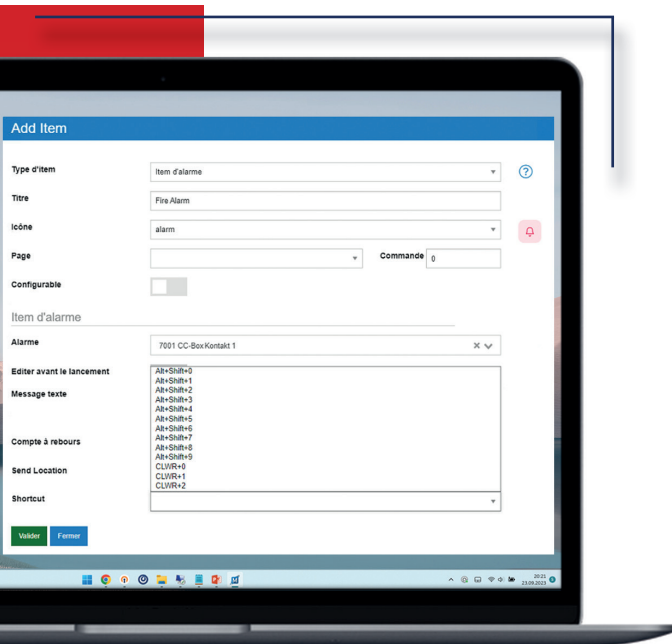 Add Item
Type d'item
Item d'alarme
Titre
Fire Alarm
Icône
alarm
Page
Commande
0
Configurable
Item d'alarme
Alarme
7001 CC-Box Kontakt 1
Editer avant le lancement
Message texte
Alt+Shift+0
Alt+Shift+1
Alt+Shift+2
Alt+Shift+3
Alt+Shift+4
Alt+Shift+5
Alt+Shift+6
Alt+Shift+7
Alt+Shift+8
Alt+Shift+9
CLWR+0
CLWR+1
CLWR+2
Compte à rebours
Send Location
Shortcut
Valider
Fermer
20:21
23.09.2023